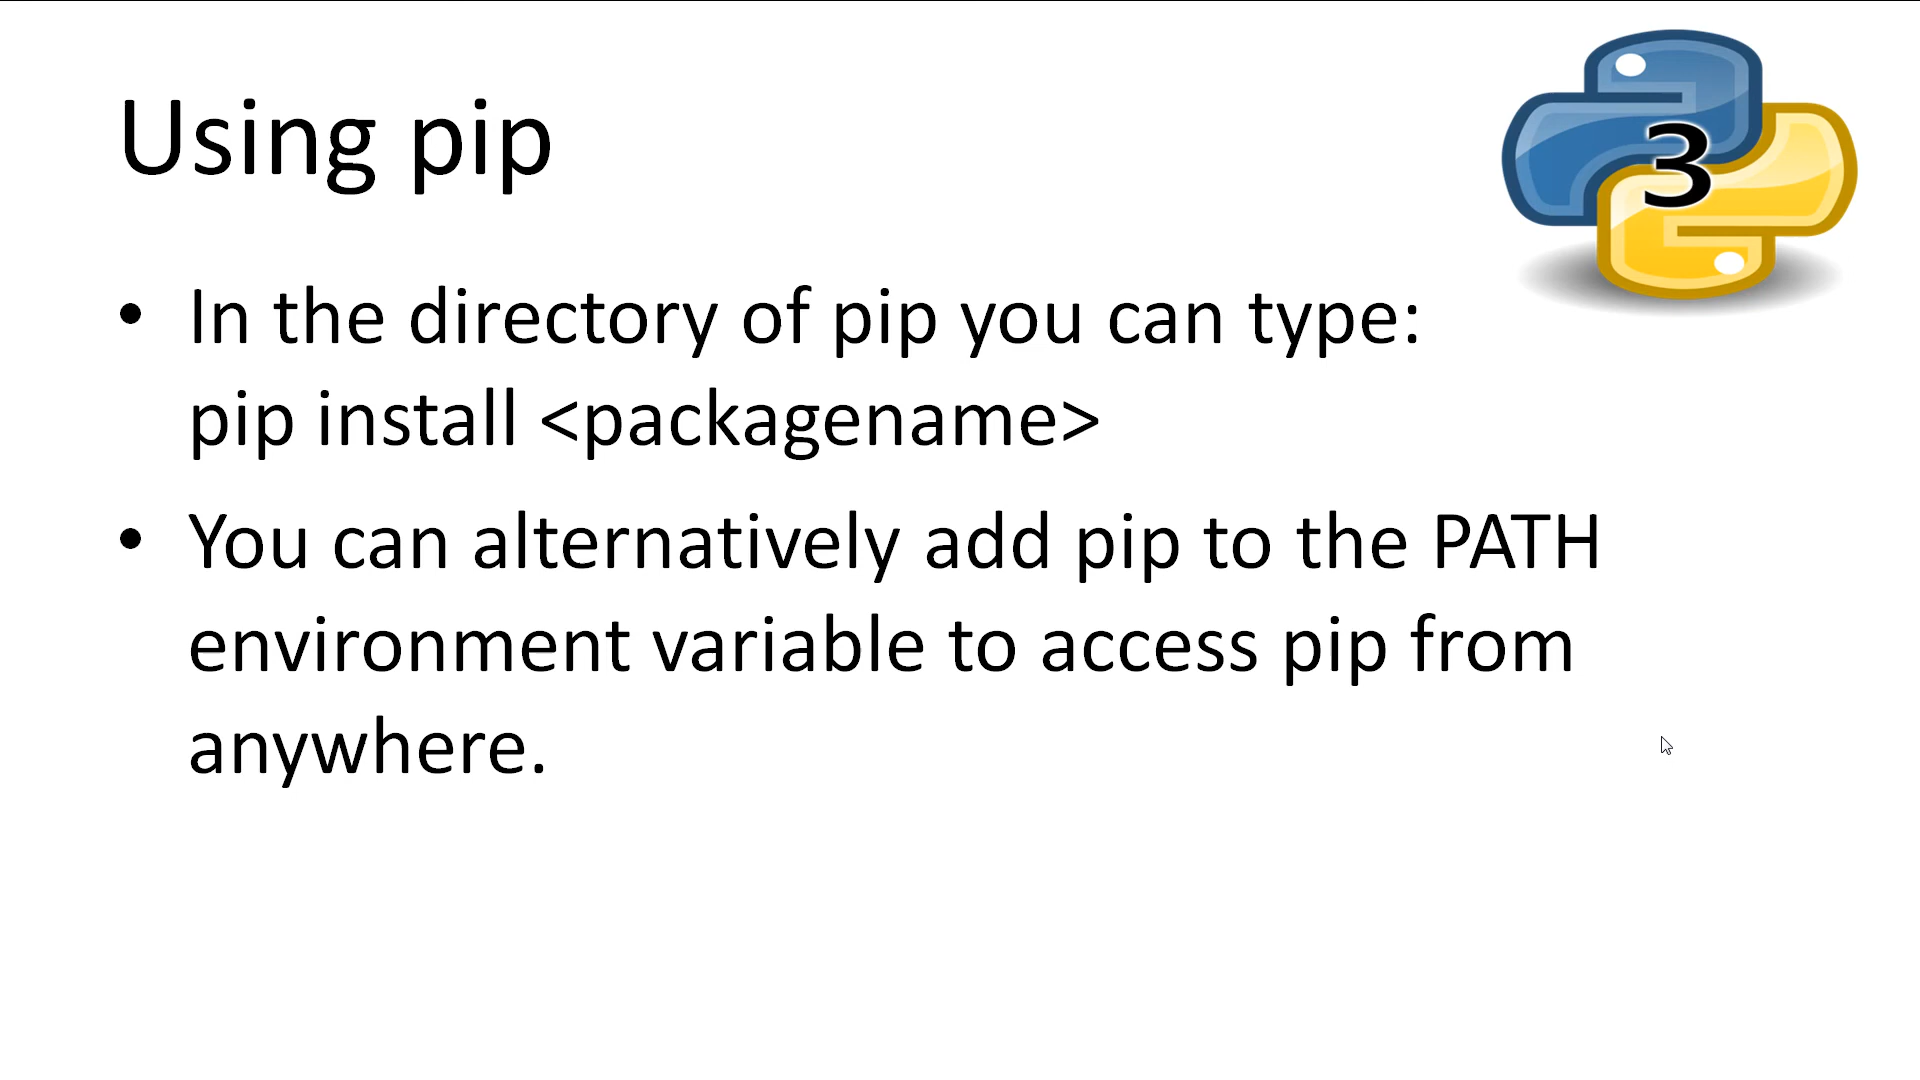 Using pip
3
• In the directory of pip you can type:
pip install <packagename>
• You can alternatively add pip to the PATH
environment variable to access pip from
anywhere.